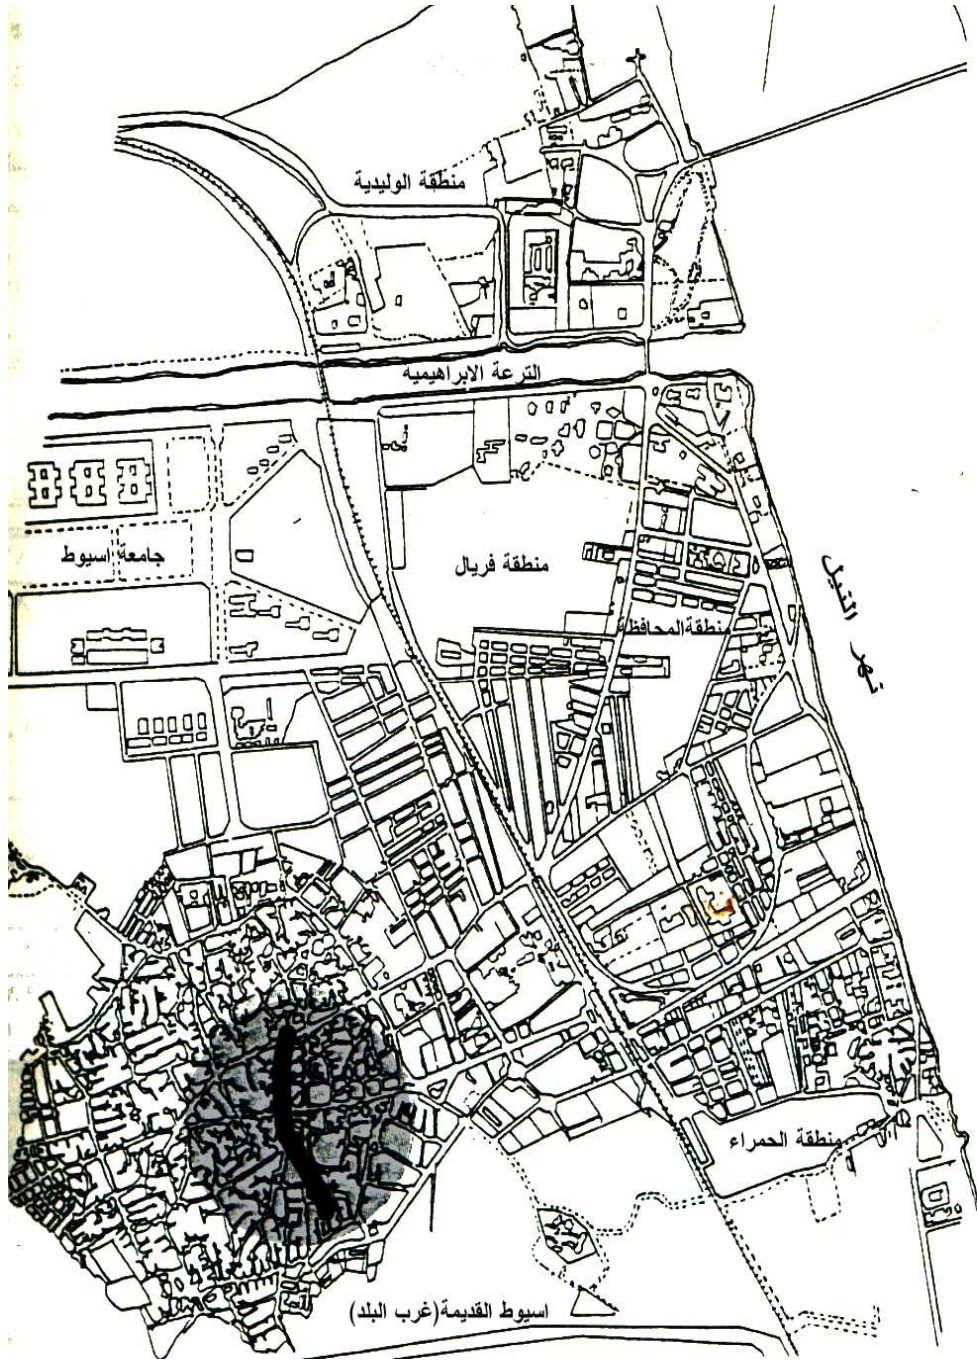 منطقة الوليدية
الترعة الابراهيمية
جامعة اسيوط
منطقة فريال
نهر النيل
منطقة المحافظة
منطقة الحمراء
اسيوط القديمة(غرب البلد)